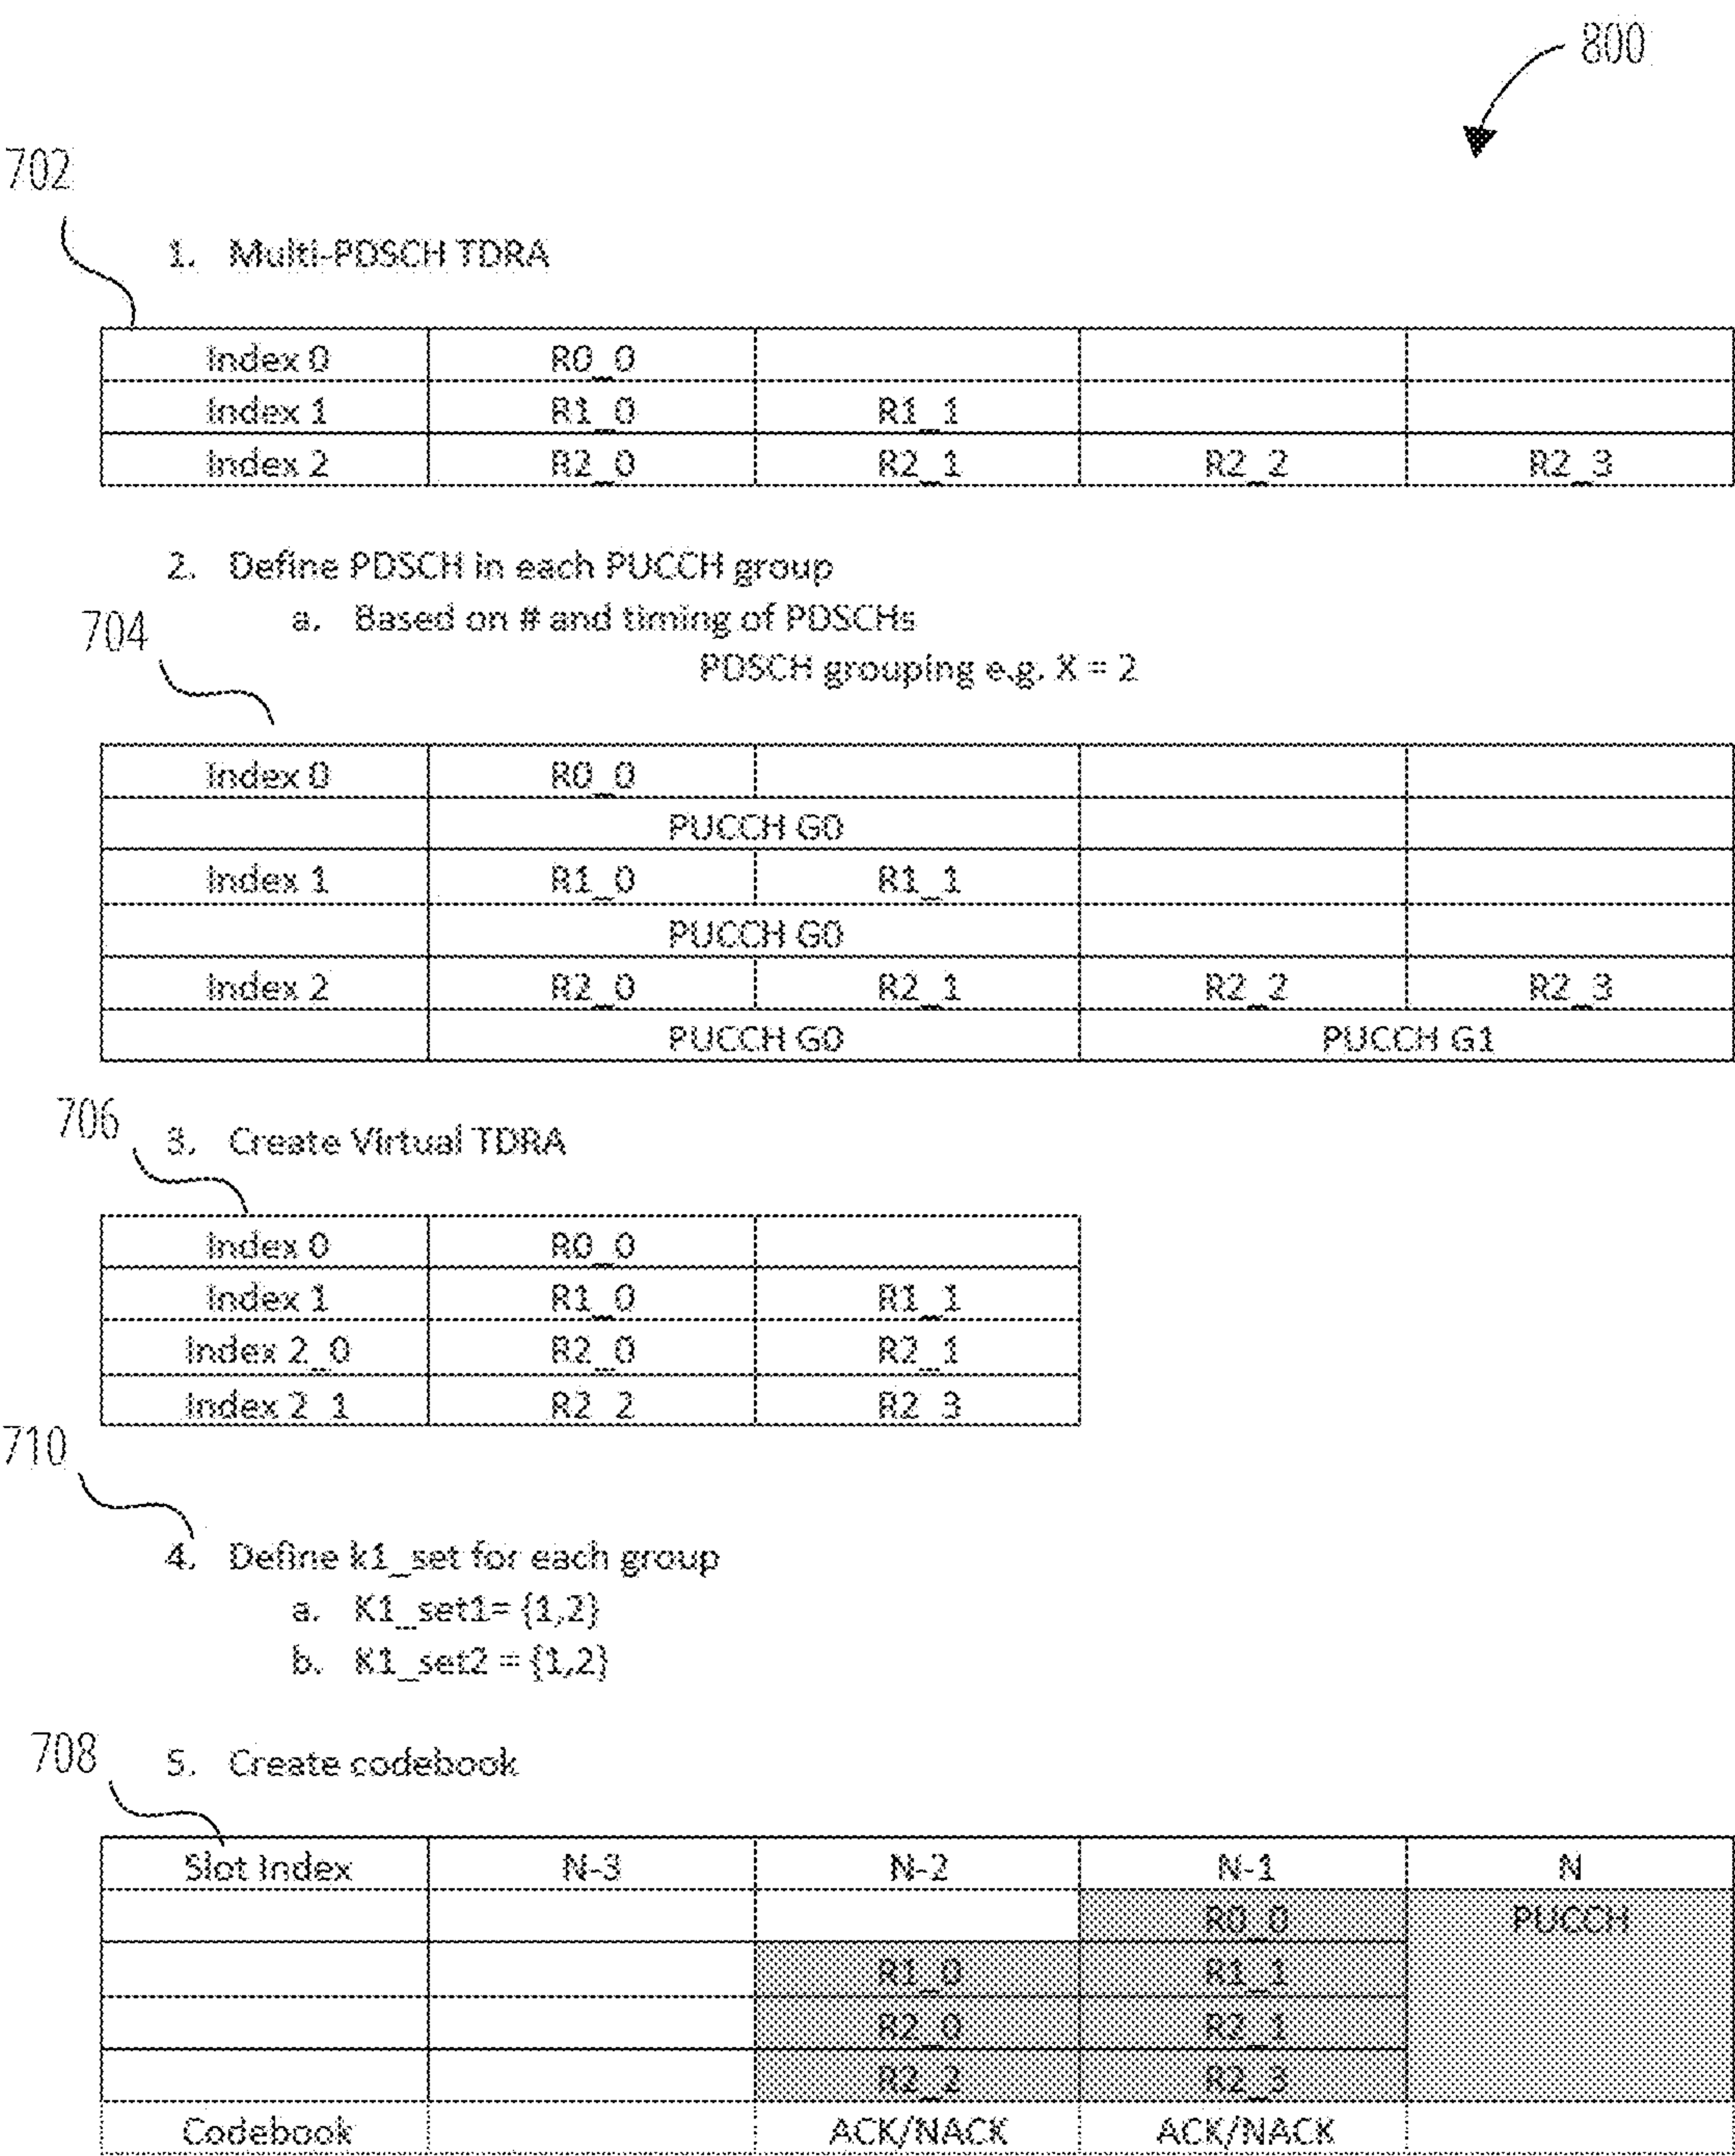 800
702
1. Multi-PDSCH TDRA
Index 0 R0_0
Index 1 R1_0 R1_1
Index 2 R2_0 R2_1 R2_2 R2_3
2. Define PDSCH in each PUCCH group
a. Based on # and timing of PDSCHs
704
PDSCH grouping e.g. X = 2
Index 0 R0_0
PUCCH G0
Index 1 R1_0 R1_1
PUCCH G0
Index 2 R2_0 R2_1 R2_2 R2_3
PUCCH G0 PUCCH G1
706
3. Create Virtual TDRA
Index 0 R0_0
Index 1 R1_0 R1_1
Index 2_0 R2_0 R2_1
Index 2_1 R2_2 R2_3
710
4. Define k1_set for each group
a. K1_set1= {1,2}
b. K1_set2 = {1,2}
708
5. Create codebook
Slot Index N-3 N-2 N-1 N
R0_0 PUCCH
R1_0 R1_1
R2_0 R2_1
R2_2 R2_3
Codebook ACK/NACK ACK/NACK